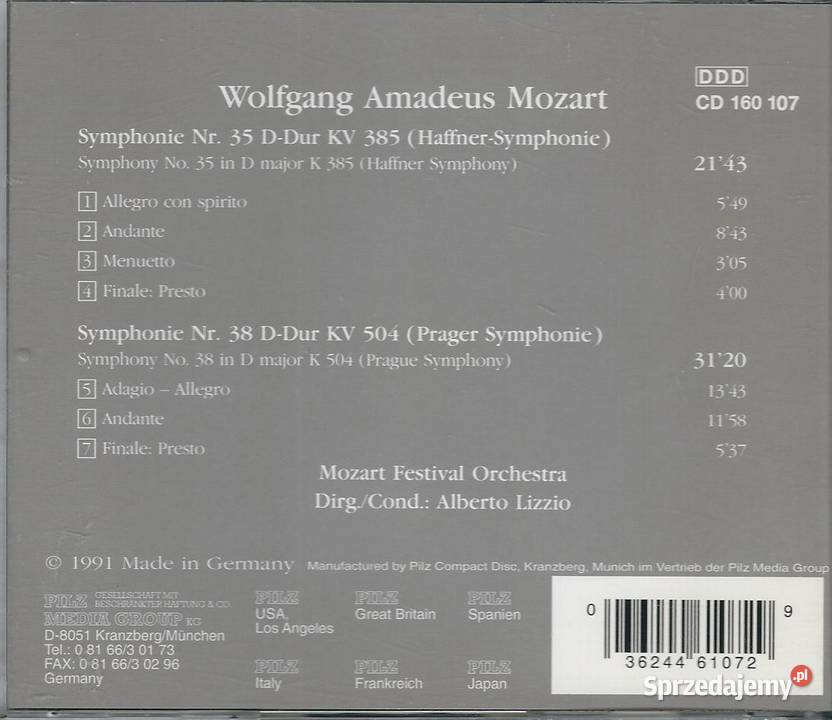 DDD
Wolfgang Amadeus Mozart
CD 160 107
Symphonie Nr. 35 D-Dur KV 385 (Haffner-Symphonie)
Symphony No. 35 in D major K 385 (Haffner Symphony) 21'43
1 Allegro con spirito 5'49
2 Andante 8'43
3 Menuetto 3'05
4 Finale: Presto 4'00
Symphonie Nr. 38 D-Dur KV 504 (Prager Symphonie)
Symphony No. 38 in D major K 504 (Prague Symphony) 31'20
5 Adagio – Allegro 13'43
6 Andante 11'58
7 Finale: Presto 5'37
Mozart Festival Orchestra
Dirg./Cond.: Alberto Lizzio
© 1991 Made in Germany Manufactured by Pilz Compact Disc, Kranzberg, Munich im Vertrieb der Pilz Media Group
PILZ GESELLSCHAFT MIT
BESCHRANKTER HAFTUNG & CO.
MEDIA GROUP KG
D-8051 Kranzberg/München
Tel.: 0 81 66/3 01 73
FAX: 0 81 66/3 02 96
Germany
PILZ
USA,
Los Angeles
PILZ
Great Britain
PILZ
Spanien
PILZ
Italy
PILZ
Frankreich
PILZ
Japan
0 36244 61072 9
Sprzedajemy.pl